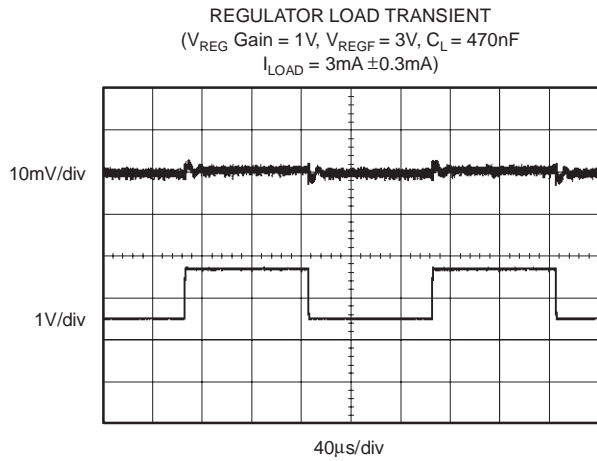 REGULATOR LOAD TRANSIENT
(VREG Gain = 1V, VREGF = 3V, CL = 470nF
ILOAD = 3mA ±0.3mA)
10mV/div
1V/div
40µs/div